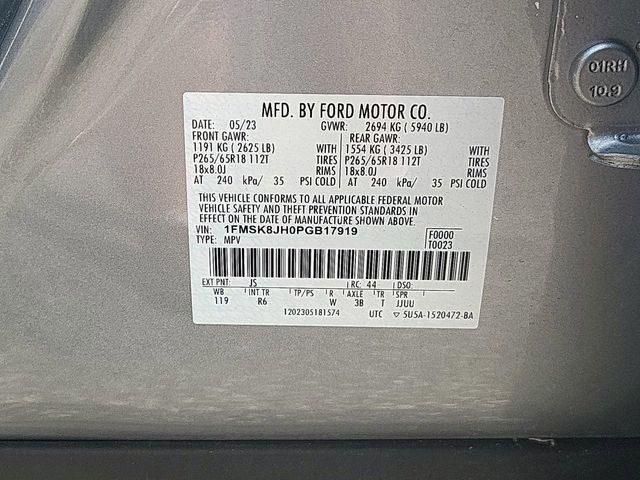 01RH
10.9
MFD. BY FORD MOTOR CO.
DATE: 05/23 GVWR: 2694 KG ( 5940 LB)
FRONT GAWR: REAR GAWR:
1191 KG ( 2625 LB) WITH 1554 KG ( 3425 LB) WITH
P265/65R18 112T TIRES P265/65R18 112T TIRES
18x8.0J RIMS 18x8.0J RIMS
AT 240 kPa/ 35 PSI COLD AT 240 kPa/ 35 PSI COLD
THIS VEHICLE CONFORMS TO ALL APPLICABLE FEDERAL MOTOR
VEHICLE SAFETY AND THEFT PREVENTION STANDARDS IN
EFFECT ON THE DATE OF MANUFACTURE SHOWN ABOVE.
VIN: 1FMSK8JH0PGB17919 F0000
TYPE: MPV T0023
EXT PNT: JS RC: 44 DSO:
WB INT TR TP/PS R AXLE TR SPR
119 R6 W 3B T JJUU
1202305181574 UTC ▽ 5U5A-1520472-BA